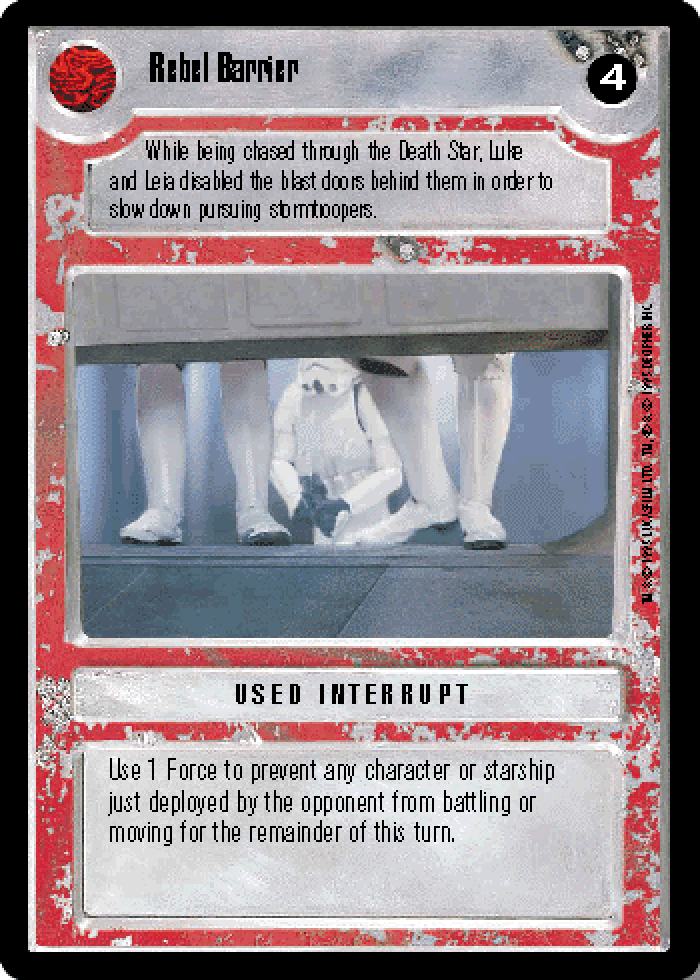 Rebel Barrier
4
While being chased through the Death Star, Luke
and Leia disabled the blast doors behind them in order to
slow down pursuing stormtroopers.
USED INTERRUPT
Use 1 Force to prevent any character or starship
just deployed by the opponent from battling or
moving for the remainder of this turn.